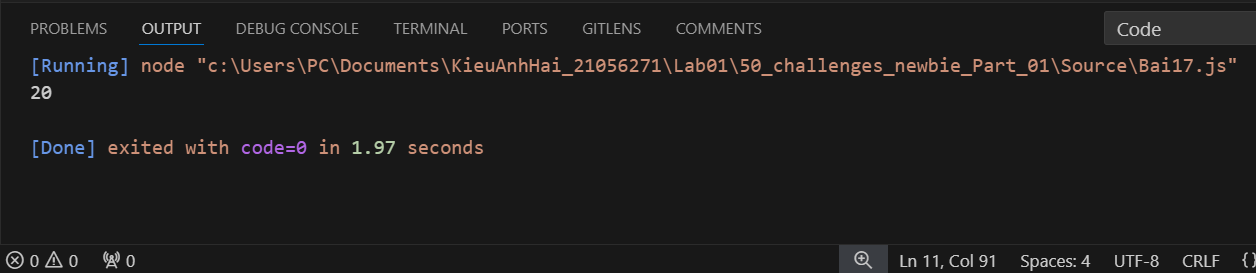 PROBLEMS OUTPUT DEBUG CONSOLE TERMINAL PORTS GITLENS COMMENTS Code
[Running] node "c:\Users\PC\Documents\KieuAnhHai_21056271\Lab01\50_challenges_newbie_Part_01\Source\Bai17.js"
20
[Done] exited with code=0 in 1.97 seconds
0 0 0 Ln 11, Col 91 Spaces: 4 UTF-8 CRLF {}